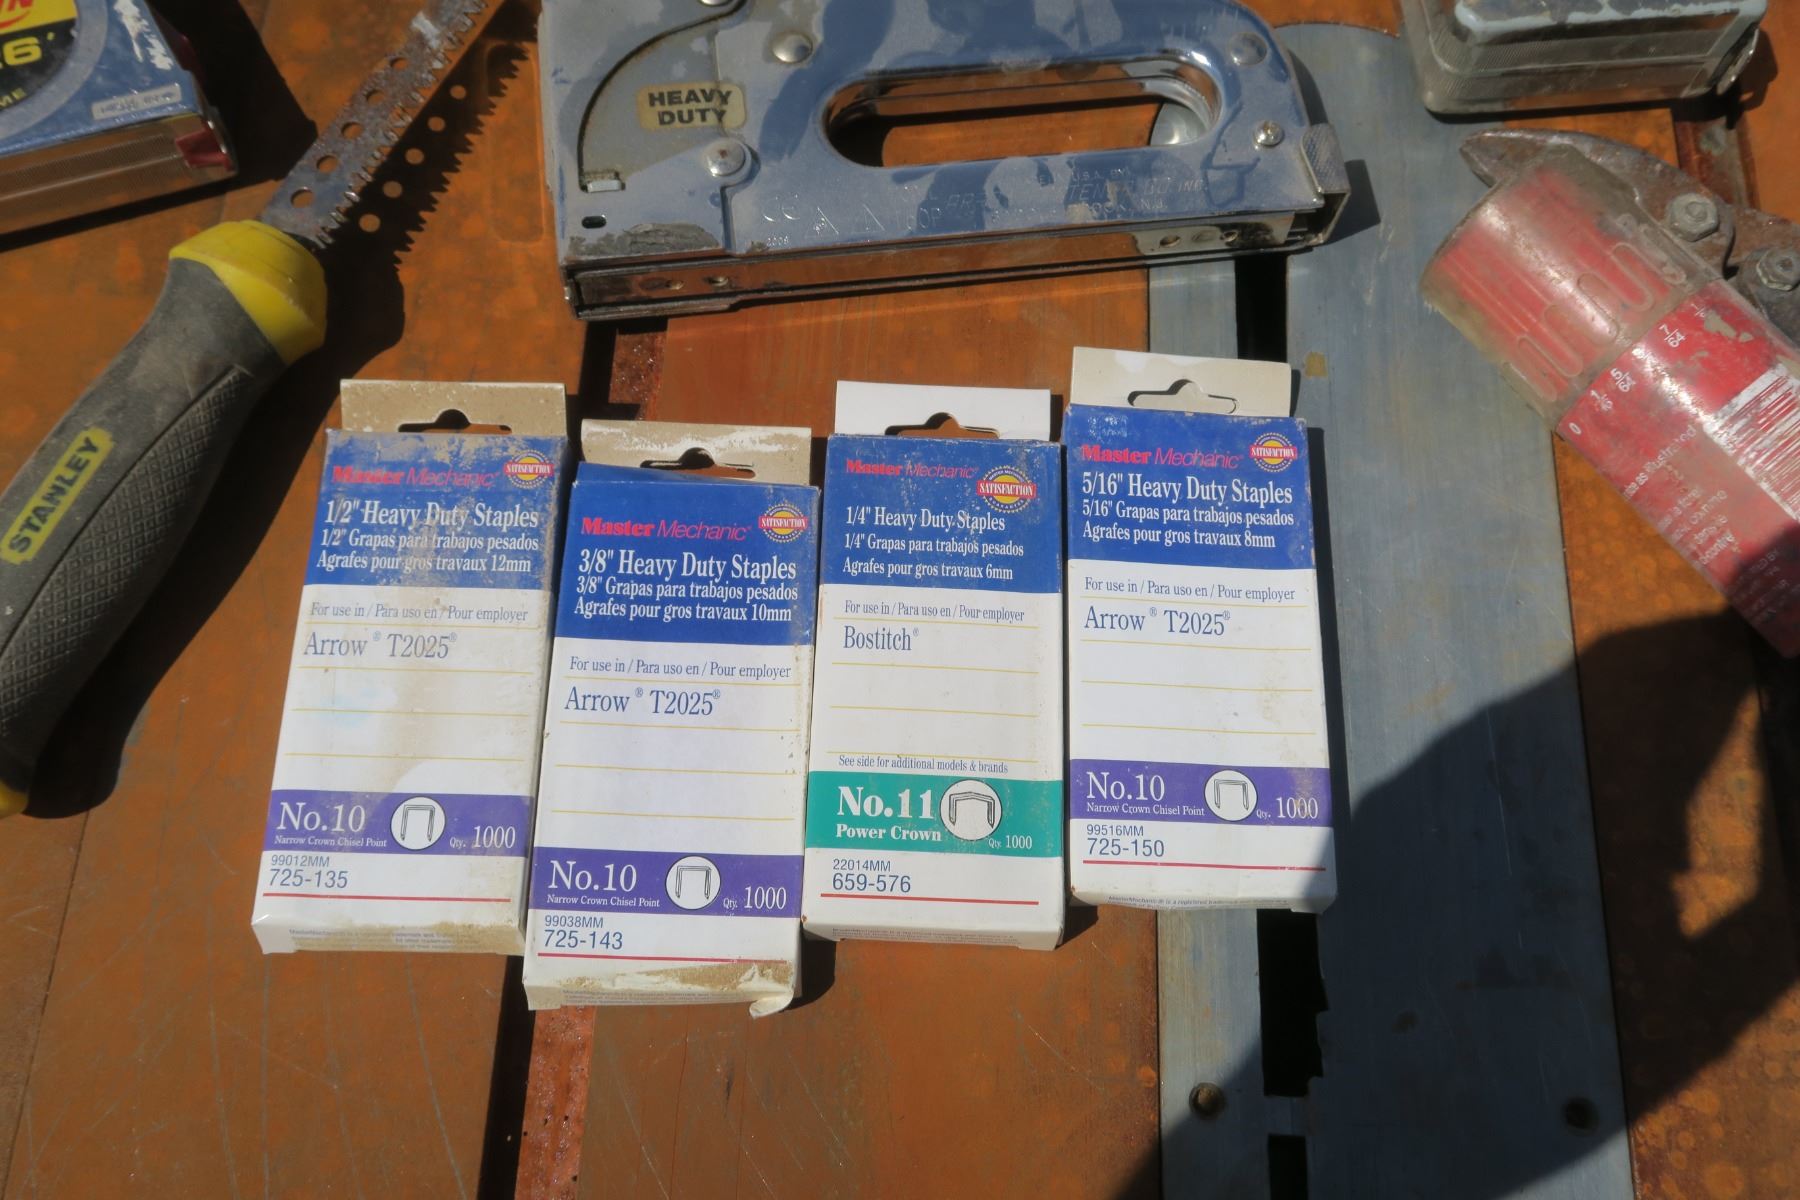 6'
HEAVY
DUTY
STANLEY
7/64
5/64
1/16
0
Master Mechanic
SATISFACTION
1/2" Heavy Duty Staples
1/2" Grapas para trabajos pesados
Agrafes pour gros travaux 12mm
For use in / Para uso en / Pour employer
Arrow® T2025®
No.10
Narrow Crown Chisel Point
Qty. 1000
99012MM
725-135
Master Mechanic®
SATISFACTION
3/8" Heavy Duty Staples
3/8" Grapas para trabajos pesados
Agrafes pour gros travaux 10mm
For use in / Para uso en / Pour employer
Arrow® T2025®
No.10
Narrow Crown Chisel Point
Qty. 1000
99038MM
725-143
Master Mechanic®
SATISFACTION
1/4" Heavy Duty Staples
1/4" Grapas para trabajos pesados
Agrafes pour gros travaux 6mm
For use in / Para uso en / Pour employer
Bostitch®
See side for additional models & brands
No.11
Power Crown
Qty. 1000
22014MM
659-576
Master Mechanic®
SATISFACTION
5/16" Heavy Duty Staples
5/16" Grapas para trabajos pesados
Agrafes pour gros travaux 8mm
For use in / Para uso en / Pour employer
Arrow® T2025®
No.10
Narrow Crown Chisel Point
Qty. 1000
99516MM
725-150